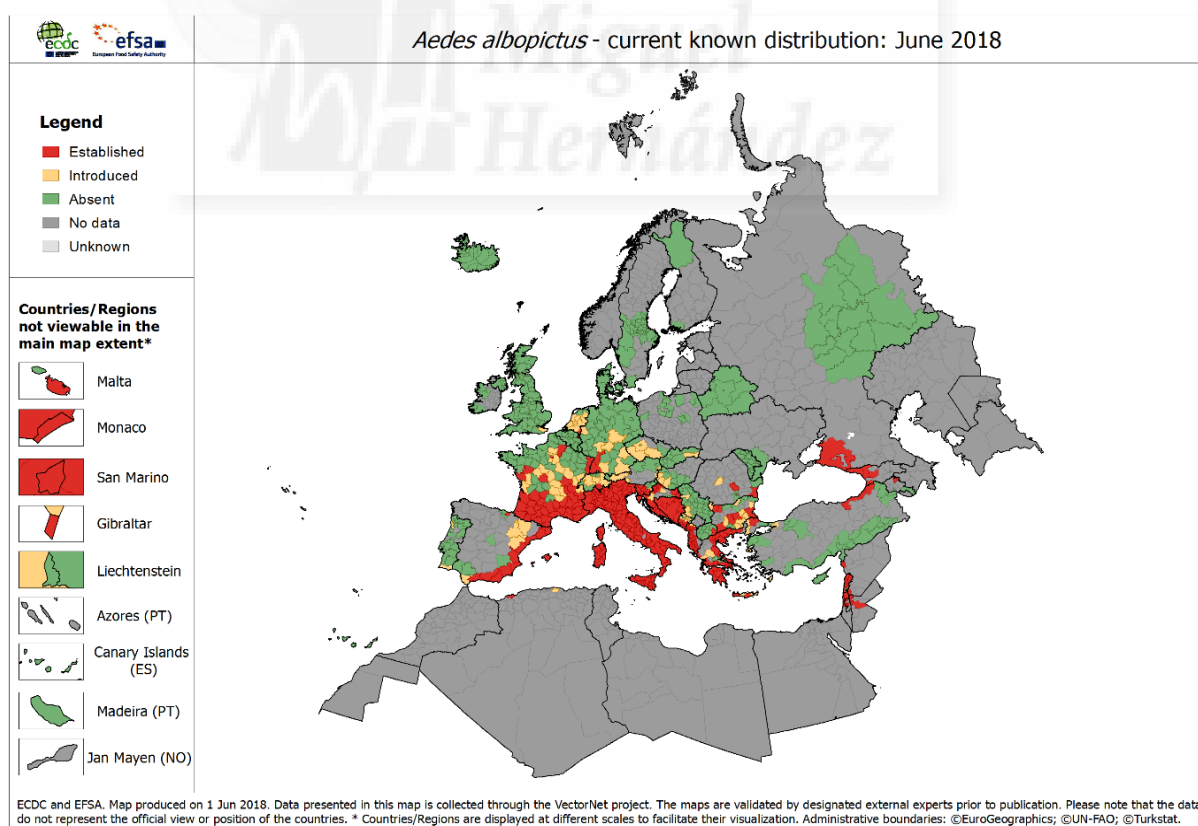 ecdc
efsa
European Food Safety Authority
Aedes albopictus - current known distribution: June 2018
Miguel
Hernández
Legend
Established
Introduced
Absent
No data
Unknown
Countries/Regions
not viewable in the
main map extent*
Malta
Monaco
San Marino
Gibraltar
Liechtenstein
Azores (PT)
Canary Islands
(ES)
Madeira (PT)
Jan Mayen (NO)
ECDC and EFSA. Map produced on 1 Jun 2018. Data presented in this map is collected through the VectorNet project. The maps are validated by designated external experts prior to publication. Please note that the data
do not represent the official view or position of the countries. * Countries/Regions are displayed at different scales to facilitate their visualization. Administrative boundaries: ©EuroGeographics; ©UN-FAO; ©Turkstat.